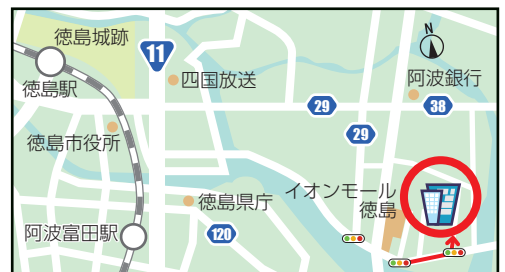 徳島城跡
11
N
四国放送
阿波銀行
徳島駅
29
38
29
徳島市役所
徳島県庁
イオンモール
徳島
阿波富田駅
120